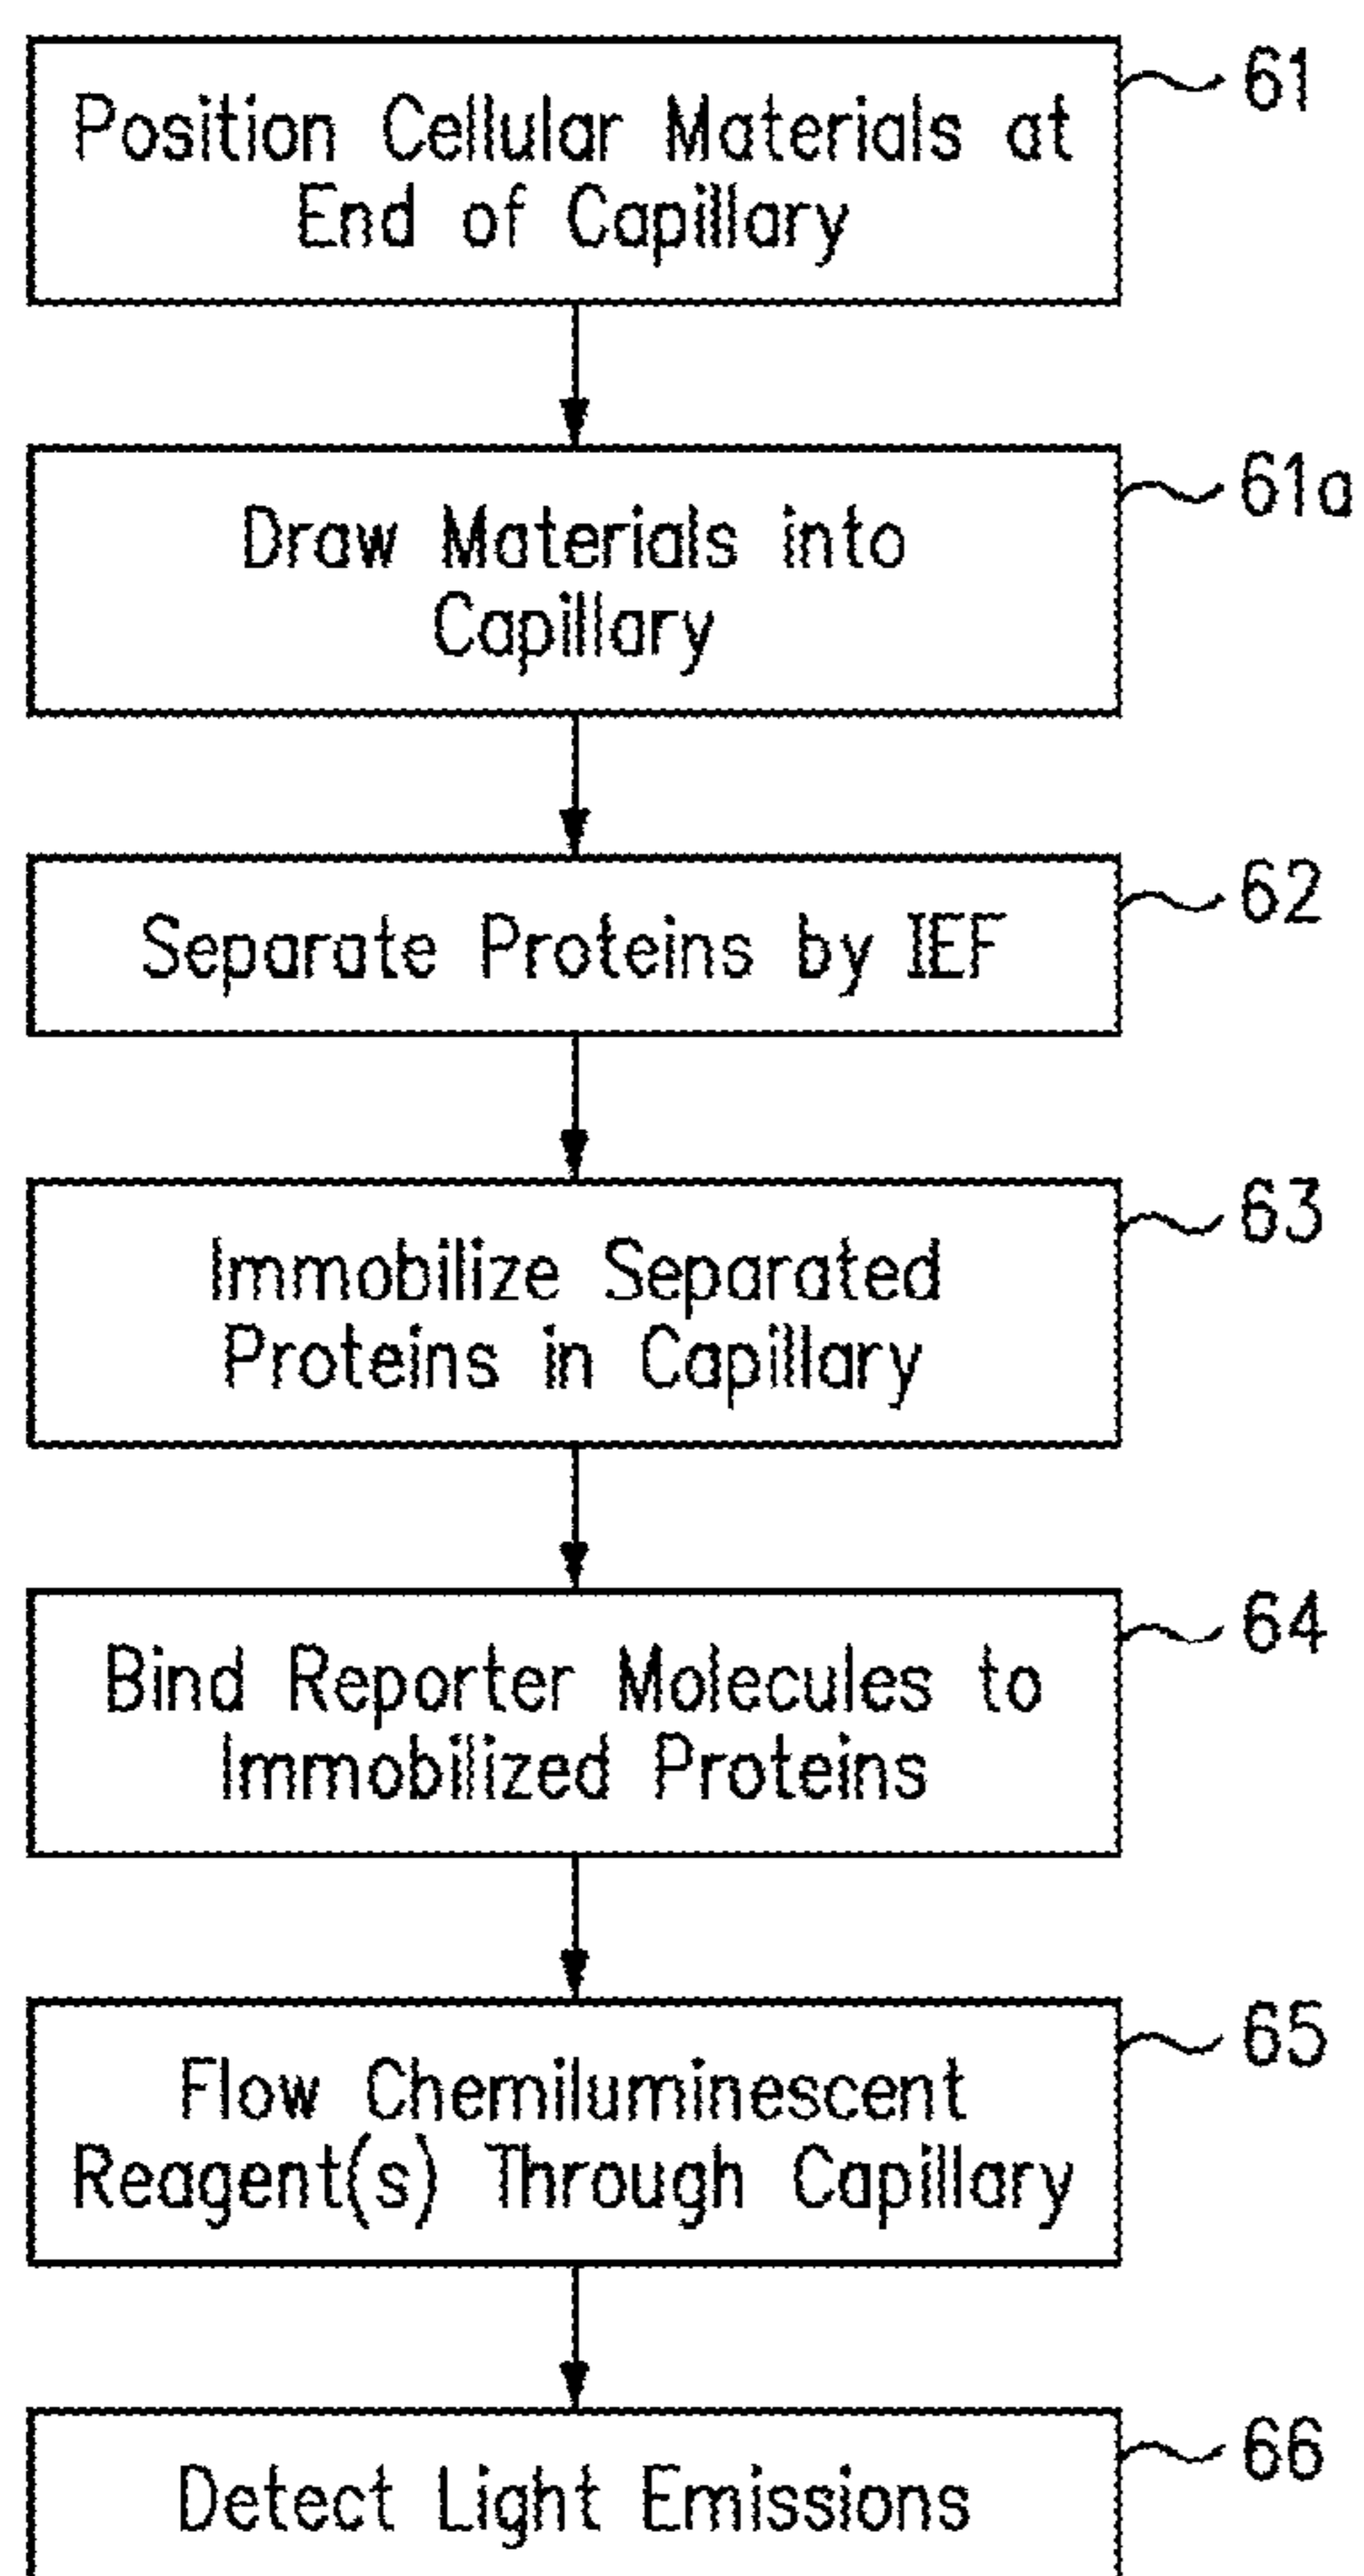 Position Cellular Materials at
End of Capillary
61
Draw Materials into
Capillary
61a
Separate Proteins by IEF
62
Immobilize Separated
Proteins in Capillary
63
Bind Reporter Molecules to
Immobilized Proteins
64
Flow Chemiluminescent
Reagent(s) Through Capillary
65
Detect Light Emissions
66